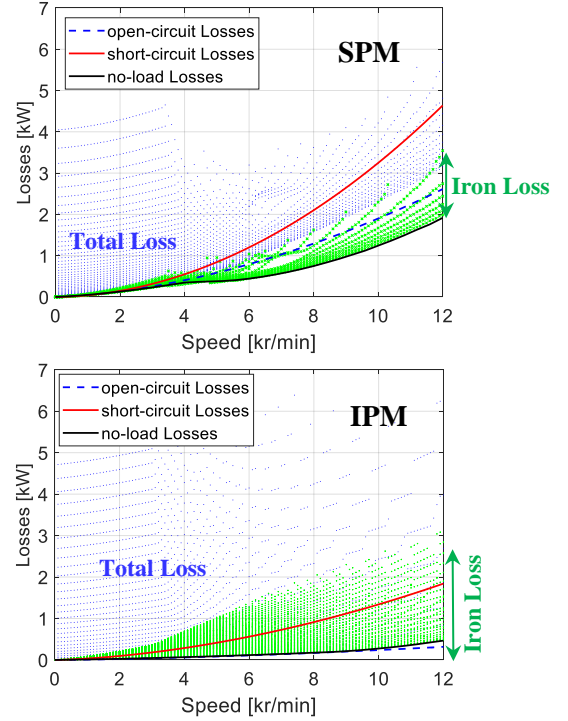 7
6
5
4
3
2
1
0
Losses [kW]
open-circuit Losses
short-circuit Losses
no-load Losses
SPM
Iron Loss
Total Loss
0 2 4 6 8 10 12
Speed [kr/min]
7
6
5
4
3
2
1
0
Losses [kW]
open-circuit Losses
short-circuit Losses
no-load Losses
IPM
Total Loss
Iron Loss
0 2 4 6 8 10 12
Speed [kr/min]